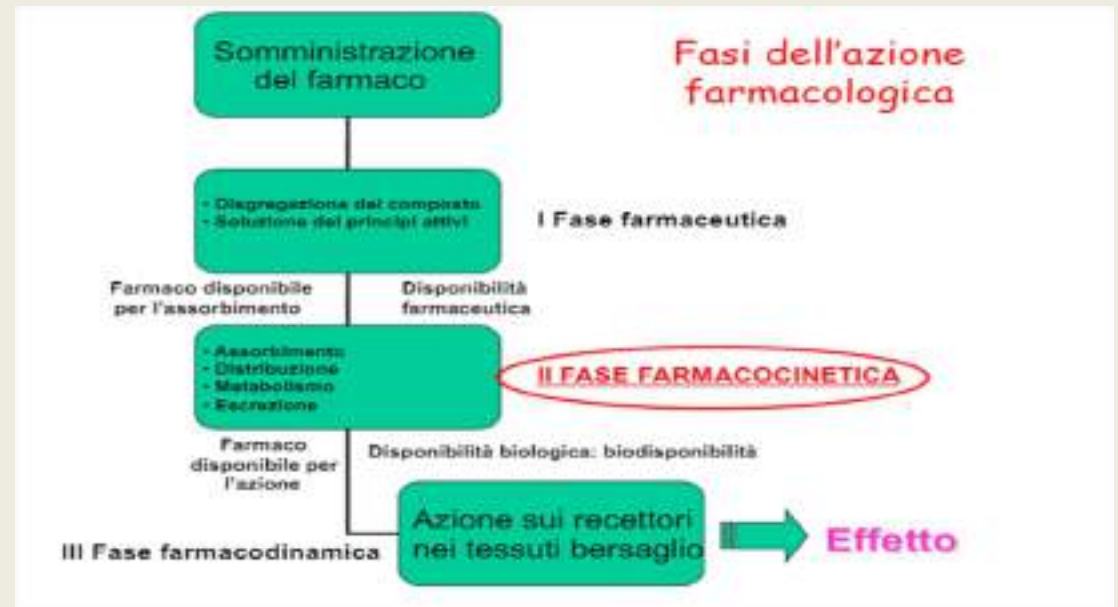 Somministrazione
del farmaco
Fasi dell'azione
farmacologica
• Disgregazione del composto
• Soluzione dei principi attivi
I Fase farmaceutica
Farmaco disponibile
per l'assorbimento
Disponibilità
farmaceutica
• Assorbimento
• Distribuzione
• Metabolismo
• Escrezione
II FASE FARMACOCINETICA
Farmaco
disponibile per
l'azione
Disponibilità biologica: biodisponibilità
Azione sui recettori
nei tessuti bersaglio
Effetto
III Fase farmacodinamica